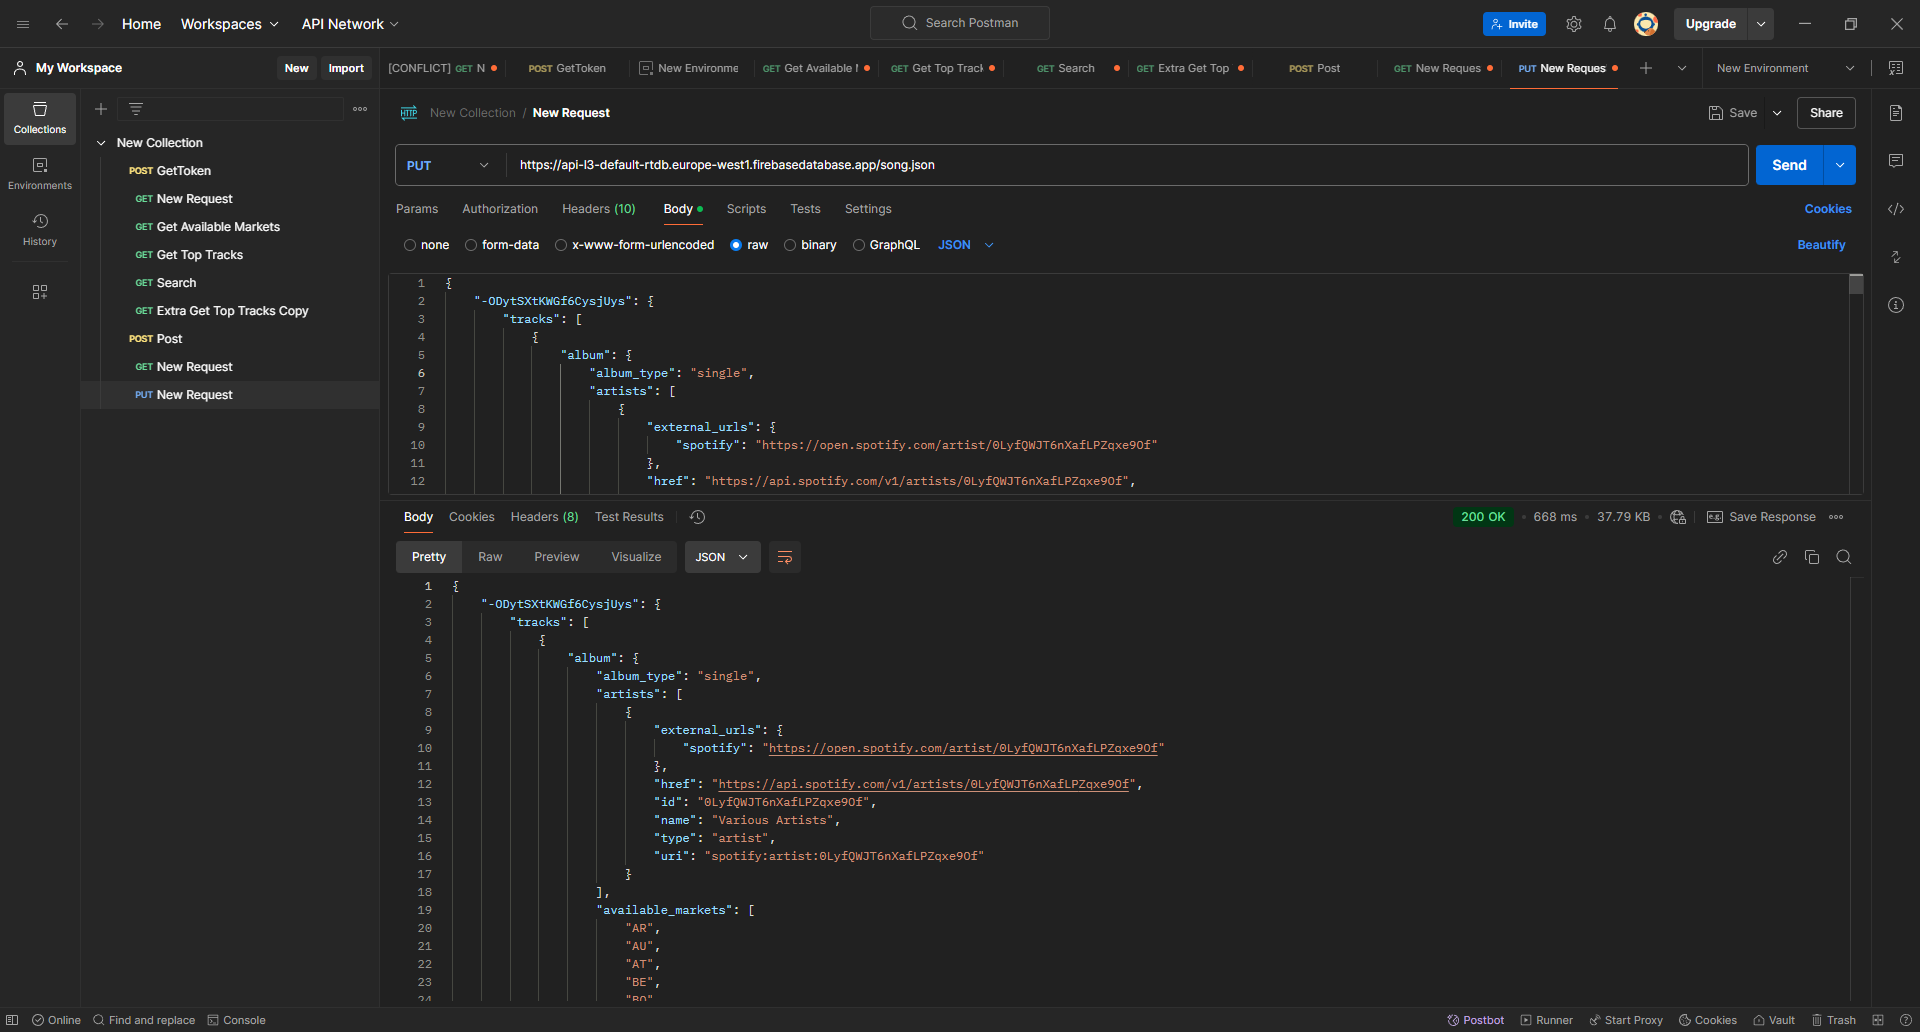 Home
Workspaces
API Network
Search Postman
Invite
Upgrade
My Workspace
New
Import
[CONFLICT] GET N
POST GetToken
New Environme
GET Get Available
GET Get Top Track
GET Search
GET Extra Get Top
POST Post
GET New Reques
PUT New Reques
New Environment
Collections
Environments
History
New Collection
POST GetToken
GET New Request
GET Get Available Markets
GET Get Top Tracks
GET Search
GET Extra Get Top Tracks Copy
POST Post
GET New Request
PUT New Request
HTTP New Collection / New Request
Save
Share
PUT
https://api-l3-default-rtdb.europe-west1.firebasedatabase.app/song.json
Send
Params Authorization Headers (10) Body Scripts Tests Settings
Cookies
none form-data x-www-form-urlencoded raw binary GraphQL JSON
Beautify
1 {
2 "-ODytSXtKWGf6CysjUys": {
3 "tracks": [
4 {
5 "album": {
6 "album_type": "single",
7 "artists": [
8 {
9 "external_urls": {
10 "spotify": "https://open.spotify.com/artist/0LyfQWJT6nXafLPZqxe9Of"
11 },
12 "href": "https://api.spotify.com/v1/artists/0LyfQWJT6nXafLPZqxe9Of",
Body Cookies Headers (8) Test Results
200 OK • 668 ms • 37.79 KB •
e.g. Save Response
Pretty Raw Preview Visualize JSON
1 {
2 "-ODytSXtKWGf6CysjUys": {
3 "tracks": [
4 {
5 "album": {
6 "album_type": "single",
7 "artists": [
8 {
9 "external_urls": {
10 "spotify": "https://open.spotify.com/artist/0LyfQWJT6nXafLPZqxe9Of"
11 },
12 "href": "https://api.spotify.com/v1/artists/0LyfQWJT6nXafLPZqxe9Of",
13 "id": "0LyfQWJT6nXafLPZqxe9Of",
14 "name": "Various Artists",
15 "type": "artist",
16 "uri": "spotify:artist:0LyfQWJT6nXafLPZqxe9Of"
17 }
18 ],
19 "available_markets": [
20 "AR",
21 "AU",
22 "AT",
23 "BE",
24 "BO"
Online
Find and replace
Console
Postbot
Runner
Start Proxy
Cookies
Vault
Trash